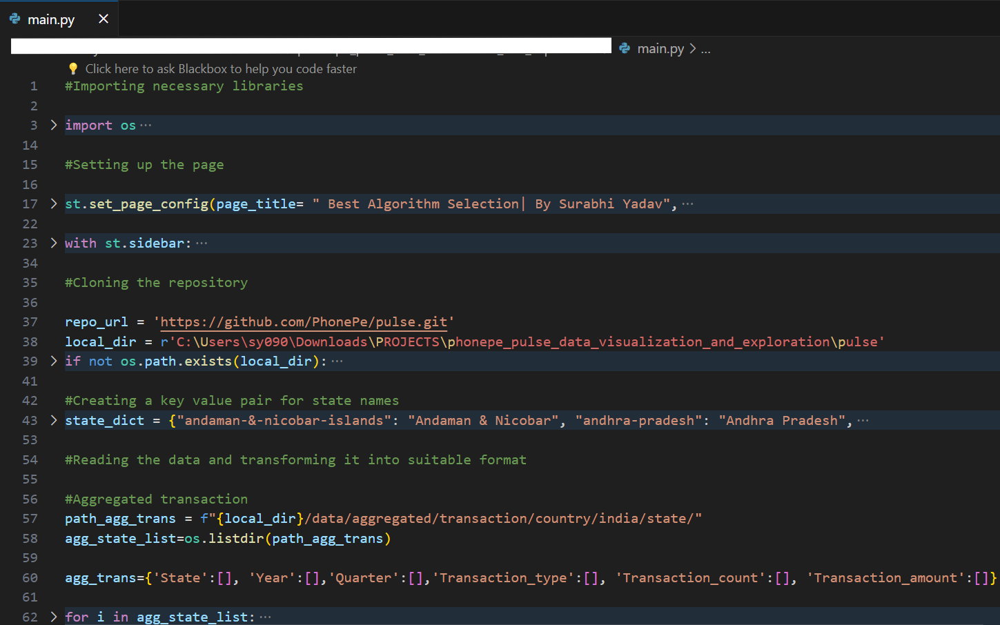 main.py
main.py > ...
Click here to ask Blackbox to help you code faster
1 #Importing necessary libraries
2
3 > import os ...
14
15 #Setting up the page
16
17 > st.set_page_config(page_title= " Best Algorithm Selection| By Surabhi Yadav", ...
22
23 > with st.sidebar: ...
34
35 #Cloning the repository
36
37 repo_url = 'https://github.com/PhonePe/pulse.git'
38 local_dir = r'C:\Users\sy090\Downloads\PROJECTS\phonepe_pulse_data_visualization_and_exploration\pulse'
39 > if not os.path.exists(local_dir): ...
41
42 #Creating a key value pair for state names
43 > state_dict = {"andaman-&-nicobar-islands": "Andaman & Nicobar", "andhra-pradesh": "Andhra Pradesh", ...
53
54 #Reading the data and transforming it into suitable format
55
56 #Aggregated transaction
57 path_agg_trans = f"{local_dir}/data/aggregated/transaction/country/india/state/"
58 agg_state_list=os.listdir(path_agg_trans)
59
60 agg_trans={'State':[], 'Year':[],'Quarter':[],'Transaction_type':[], 'Transaction_count':[], 'Transaction_amount':[]}
61
62 > for i in agg_state_list: ...